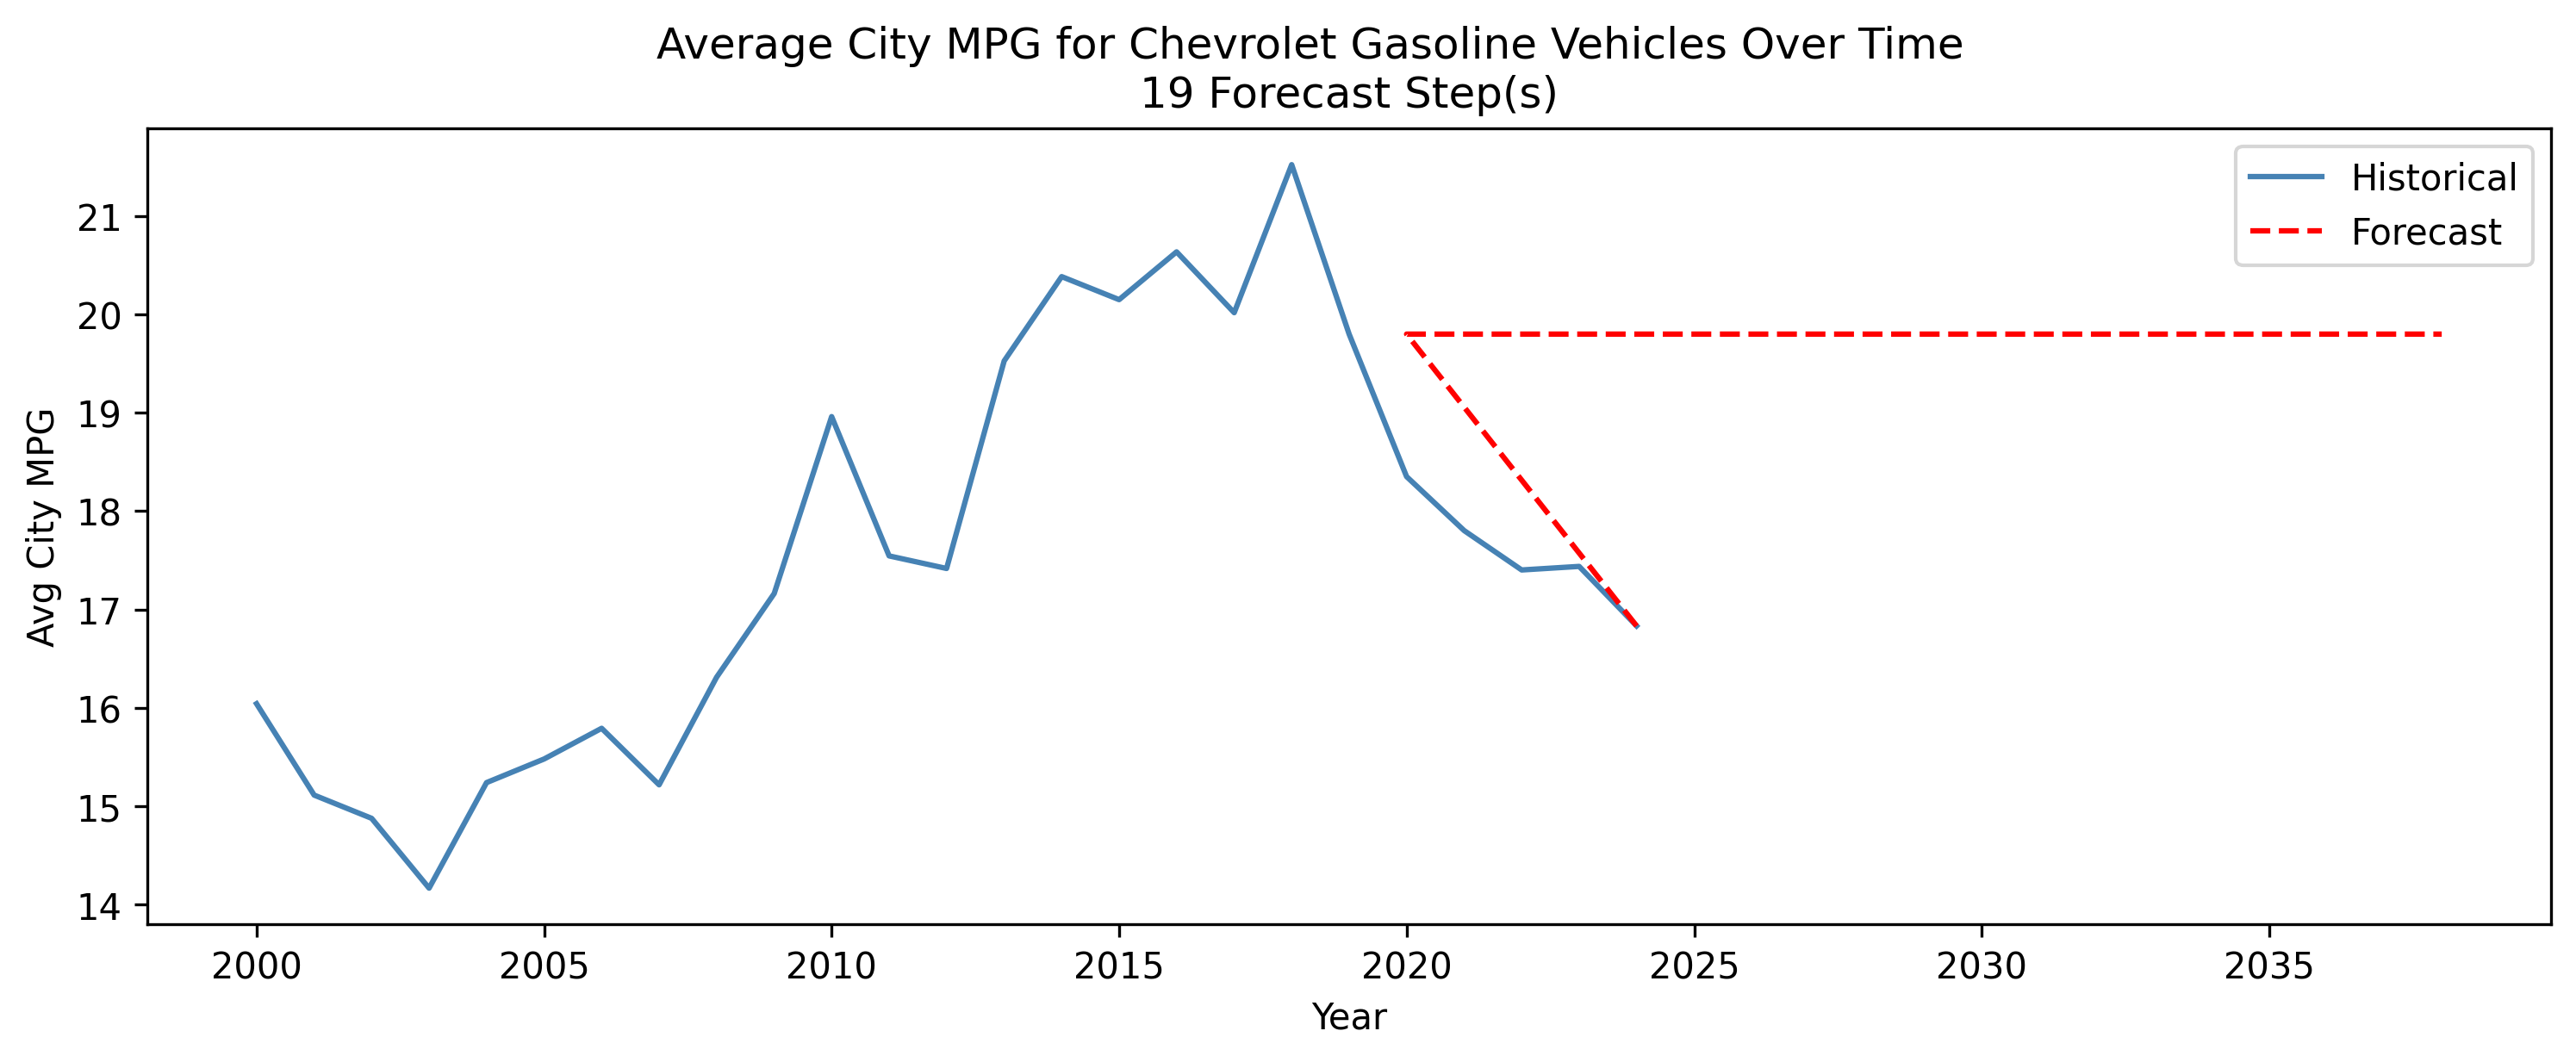 Average City MPG for Chevrolet Gasoline Vehicles Over Time
19 Forecast Step(s)
Historical
Forecast
Avg City MPG
21
20
19
18
17
16
15
14
2000
2005
2010
2015
2020
2025
2030
2035
Year